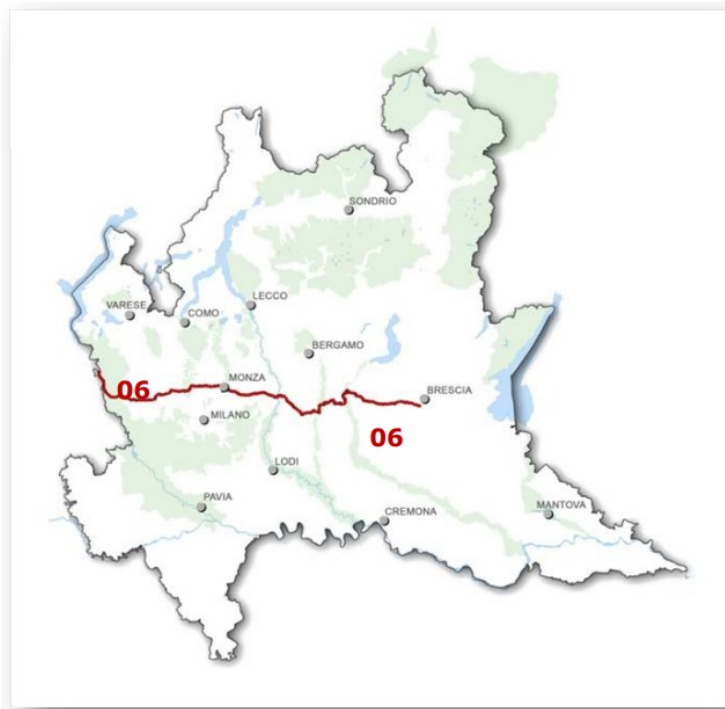 SONDRIO
LECCO
VARESE
COMO
BERGAMO
MONZA
06
BRESCIA
MILANO
06
LODI
PAVIA
MANTOVA
CREMONA